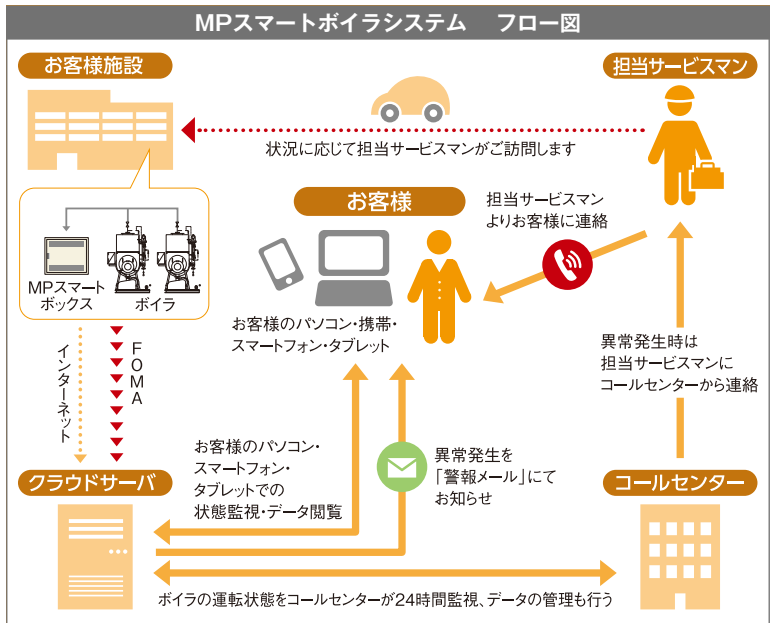 MPスマートボイラシステム　フロー図
お客様施設
担当サービスマン
状況に応じて担当サービスマンがご訪問します
MPスマート
ボックス
ボイラ
お客様
担当サービスマン
よりお客様に連絡
お客様のパソコン・携帯・
スマートフォン・タブレット
インターネット
FOMA
異常発生時は
担当サービスマンに
コールセンターから連絡
お客様のパソコン・
スマートフォン・
タブレットでの
状態監視・データ閲覧
異常発生を
「警報メール」にて
お知らせ
クラウドサーバ
コールセンター
ボイラの運転状態をコールセンターが24時間監視、データの管理も行う